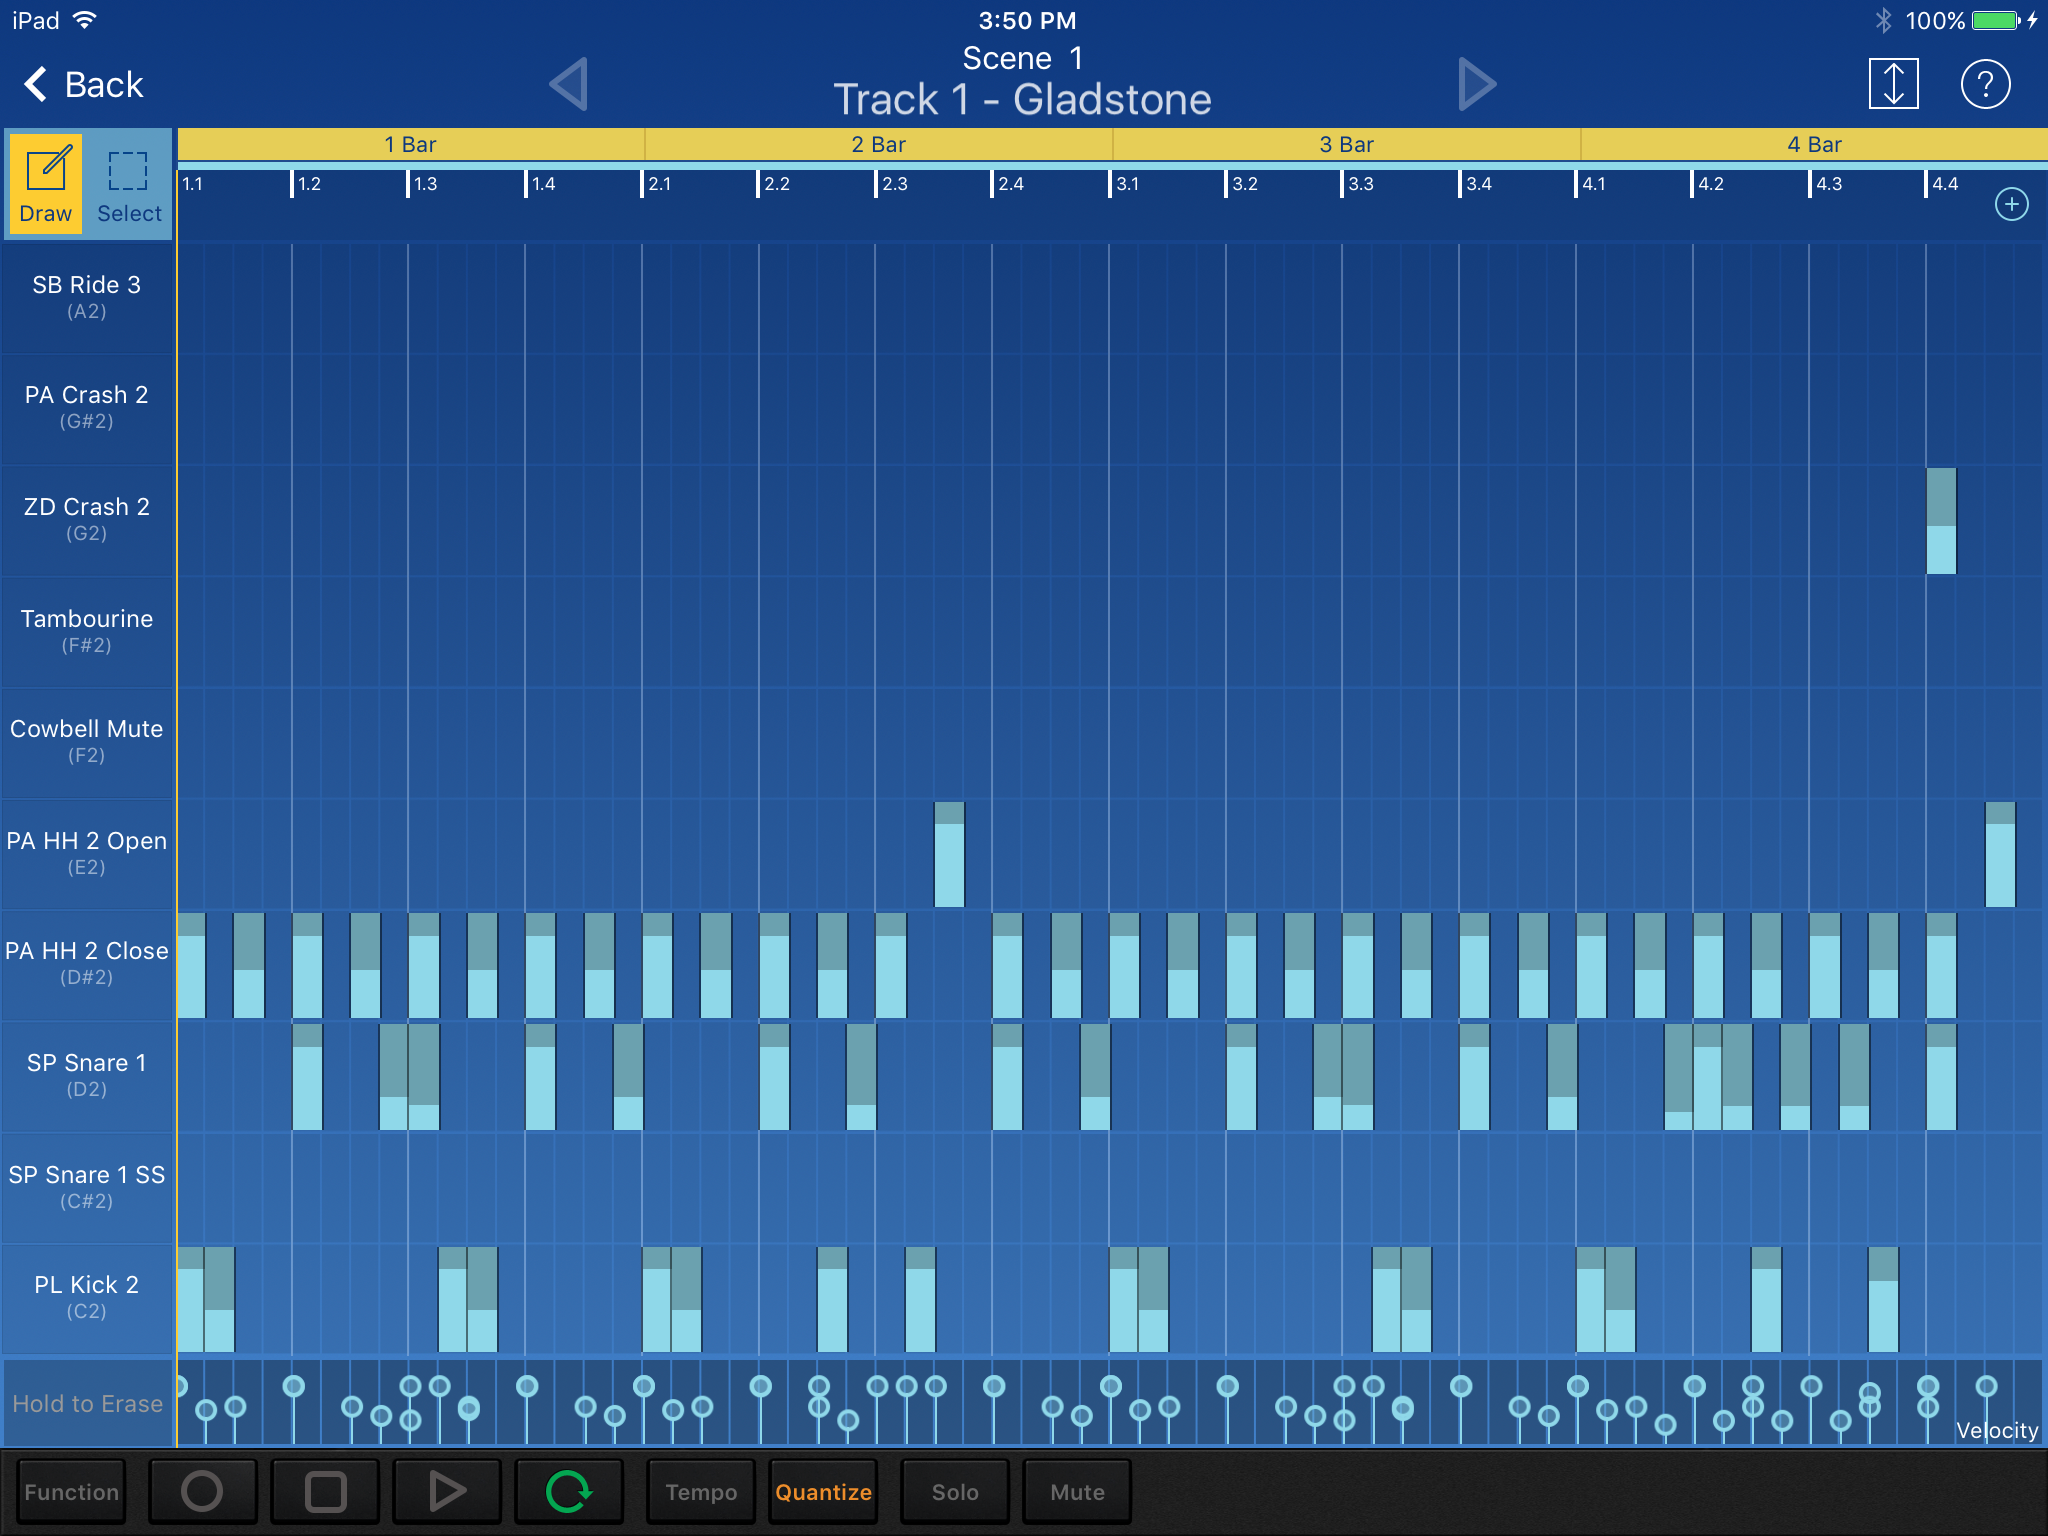 iPad
3:50 PM
100%
Back
Scene 1
Track 1 - Gladstone
?
Draw
Select
1 Bar
2 Bar
3 Bar
4 Bar
1.1
1.2
1.3
1.4
2.1
2.2
2.3
2.4
3.1
3.2
3.3
3.4
4.1
4.2
4.3
4.4
SB Ride 3
(A2)
PA Crash 2
(G#2)
ZD Crash 2
(G2)
Tambourine
(F#2)
Cowbell Mute
(F2)
PA HH 2 Open
(E2)
PA HH 2 Close
(D#2)
SP Snare 1
(D2)
SP Snare 1 SS
(C#2)
PL Kick 2
(C2)
Hold to Erase
Velocity
Function
Tempo
Quantize
Solo
Mute